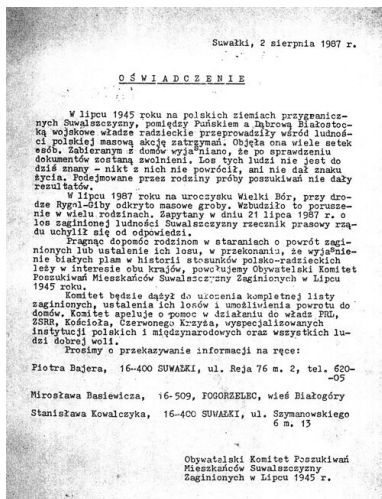 Suwałki, 2 sierpnia 1987 r.
OŚWIADCZENIE
W lipcu 1945 roku na polskich ziemiach przygranicz-
nych Suwalszczyzny, pomiędzy Puńskiem a Dąbrową Białostoc-
ką wojskowe władze radzieckie przeprowadziły wśród ludnoś-
ci polskiej masową akcję zatrzymań. Objęła ona wiele setek
osób. Zabieranym z domów wyjaśniano, że po sprawdzeniu
dokumentów zostaną zwolnieni. Los tych ludzi nie jest do
dziś znany - nikt z nich nie powrócił, ani nie dał znaku
życia. Podejmowane przez rodziny próby poszukiwań nie dały
rezultatów.
W lipcu 1987 roku na uroczysku Wielki Bór, przy dro-
dze Rygol-Giby odkryto masowe groby. Wzbudziło to porusze-
nie w wielu rodzinach. Zapytany w dniu 21 lipca 1987 r. o
los zaginionej ludności Suwalszczyzny rzecznik prasowy rzą-
du uchylił się od odpowiedzi.
Pragnąc dopomóc rodzinom w staraniach o powrót zagi-
nionych lub ustalenie ich losu, w przekonaniu, że wyjaśnie-
nie białych plam w historii stosunków polsko-radzieckich
leży w interesie obu krajów, powołujemy Obywatelski Komitet
Poszukiwań Mieszkańców Suwalszczyzny Zaginionych w Lipcu
1945 roku.
Komitet będzie dążył do ułożenia kompletnej listy
zaginionych, ustalenia ich losów i umożliwienia powrotu do
domów. Komitet apeluje o pomoc w działaniu do władz PRL,
ZSRR, Kościoła, Czerwonego Krzyża, wyspecjalizowanych
instytucji polskich i międzynarodowych oraz wszystkich lu-
dzi dobrej woli.
Prosimy o przekazywanie informacji na ręce:
Piotra Bajera, 16-400 SUWAŁKI, ul. Reja 76 m. 2, tel. 620-
-05
Mirosława Basiewicza, 16-509, POGORZELEC, wieś Białogóry
Stanisława Kowalczyka, 16-400 SUWAŁKI, ul. Szymanowskiego
6 m. 13
Obywatelski Komitet Poszukiwań
Mieszkańców Suwalszczyzny
Zaginionych w Lipcu 1945 r.